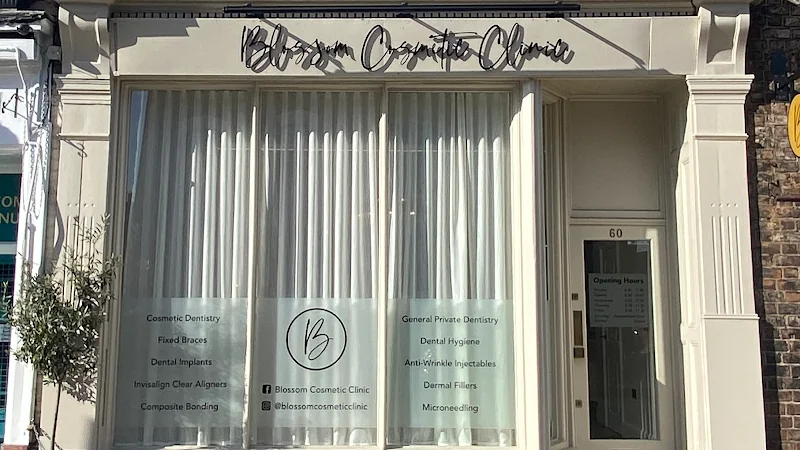 Blossom Cosmetic Clinic
60
Opening Hours
Cosmetic Dentistry
Fixed Braces
Dental Implants
Invisalign Clear Aligners
Composite Bonding
B
Blossom Cosmetic Clinic
@blossomcosmeticclinic
General Private Dentistry
Dental Hygiene
Anti-Wrinkle Injectables
Dermal Fillers
Microneedling